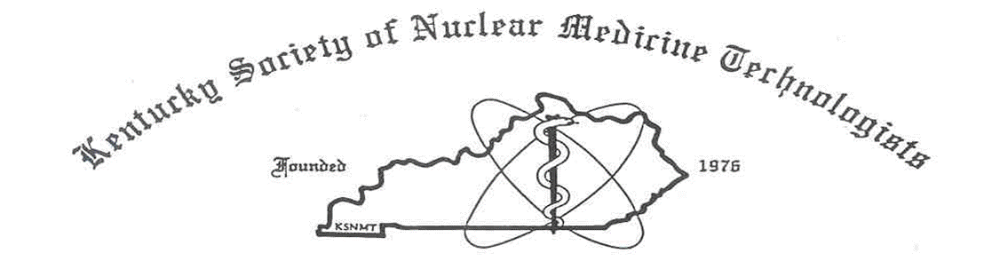 Kentucky Society of Nuclear Medicine Technologists
Founded 1976
KSNMT